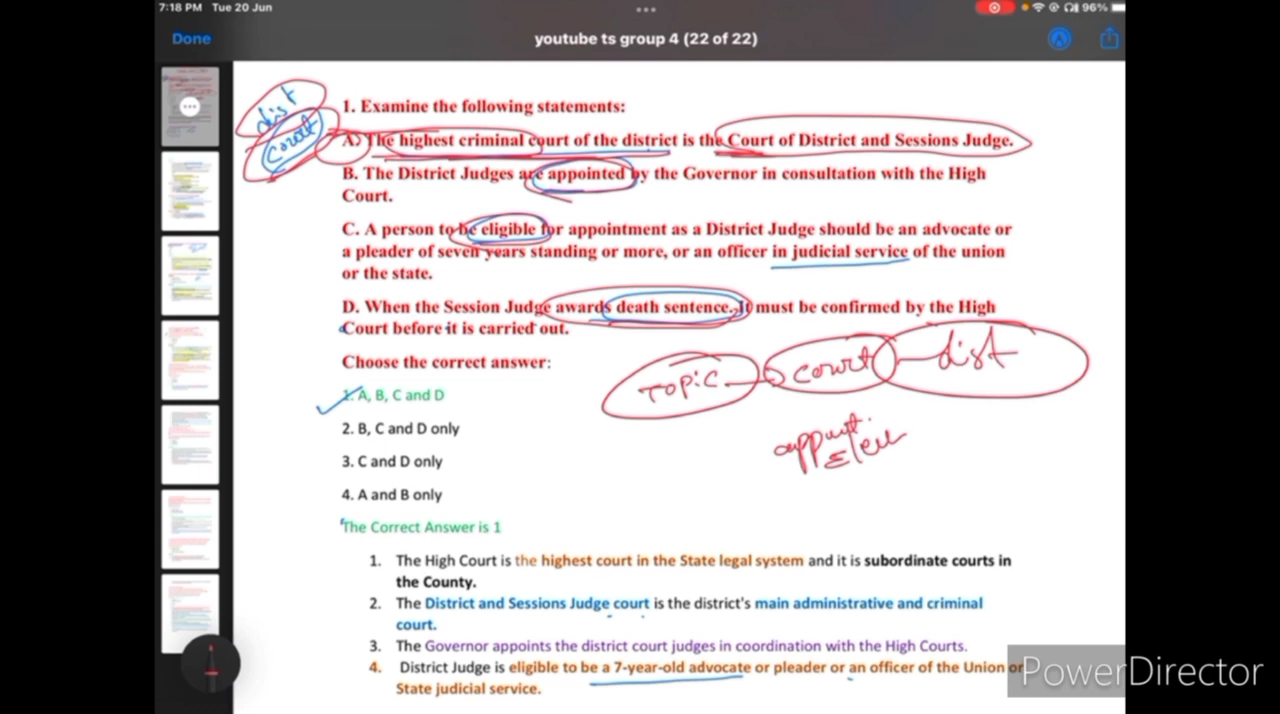 7:18 PM Tue 20 Jun
96%
Done
youtube ts group 4 (22 of 22)
dist
court
1. Examine the following statements:
A. The highest criminal court of the district is the Court of District and Sessions Judge.
B. The District Judges are appointed by the Governor in consultation with the High
Court.
C. A person to be eligible for appointment as a District Judge should be an advocate or
a pleader of seven years standing or more, or an officer in judicial service of the union
or the state.
D. When the Session Judge awards death sentence. It must be confirmed by the High
Court before it is carried out.
Choose the correct answer:
Topic court dist
1. A, B, C and D
2. B, C and D only
3. C and D only
4. A and B only
The Correct Answer is 1
1. The High Court is the highest court in the State legal system and it is subordinate courts in
the County.
2. The District and Sessions Judge court is the district's main administrative and criminal
court.
3. The Governor appoints the district court judges in coordination with the High Courts.
4. District Judge is eligible to be a 7-year-old advocate or pleader or an officer of the Union or
State judicial service.
PowerDirector